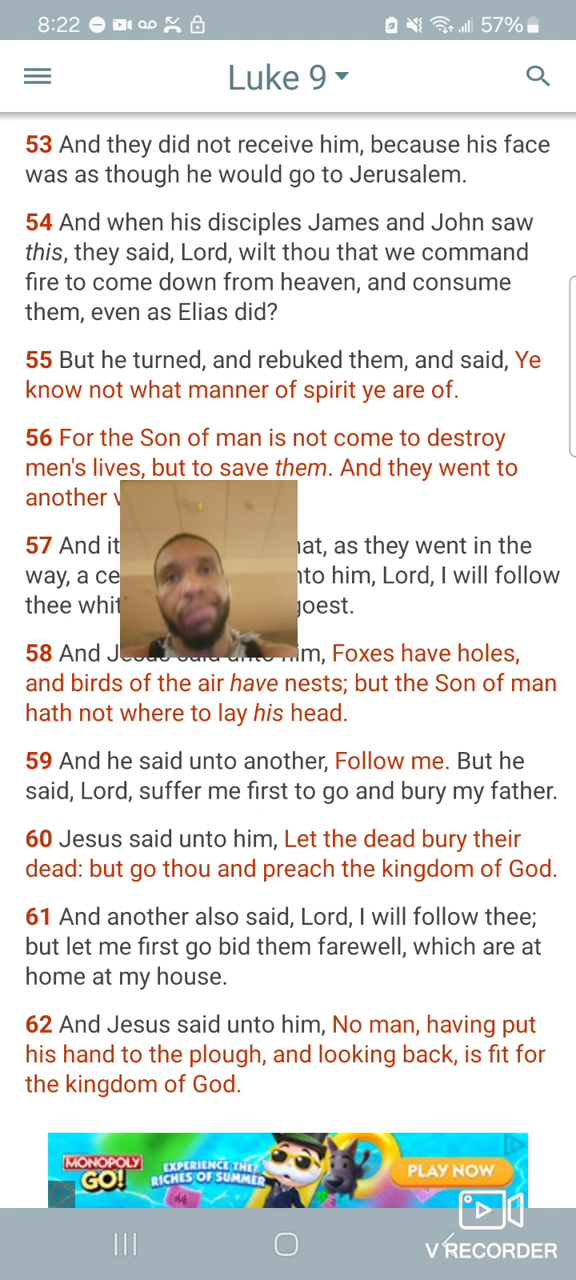 8:22 57%
Luke 9
53 And they did not receive him, because his face
was as though he would go to Jerusalem.
54 And when his disciples James and John saw
this, they said, Lord, wilt thou that we command
fire to come down from heaven, and consume
them, even as Elias did?
55 But he turned, and rebuked them, and said, Ye
know not what manner of spirit ye are of.
56 For the Son of man is not come to destroy
men's lives, but to save them. And they went to
another
57 And it at, as they went in the
way, a ce to him, Lord, I will follow
thee whit goest.
58 And Jesus said unto him, Foxes have holes,
and birds of the air have nests; but the Son of man
hath not where to lay his head.
59 And he said unto another, Follow me. But he
said, Lord, suffer me first to go and bury my father.
60 Jesus said unto him, Let the dead bury their
dead: but go thou and preach the kingdom of God.
61 And another also said, Lord, I will follow thee;
but let me first go bid them farewell, which are at
home at my house.
62 And Jesus said unto him, No man, having put
his hand to the plough, and looking back, is fit for
the kingdom of God.
MONOPOLY
GO!
EXPERIENCE THE
RICHES OF SUMMER
PLAY NOW
V RECORDER